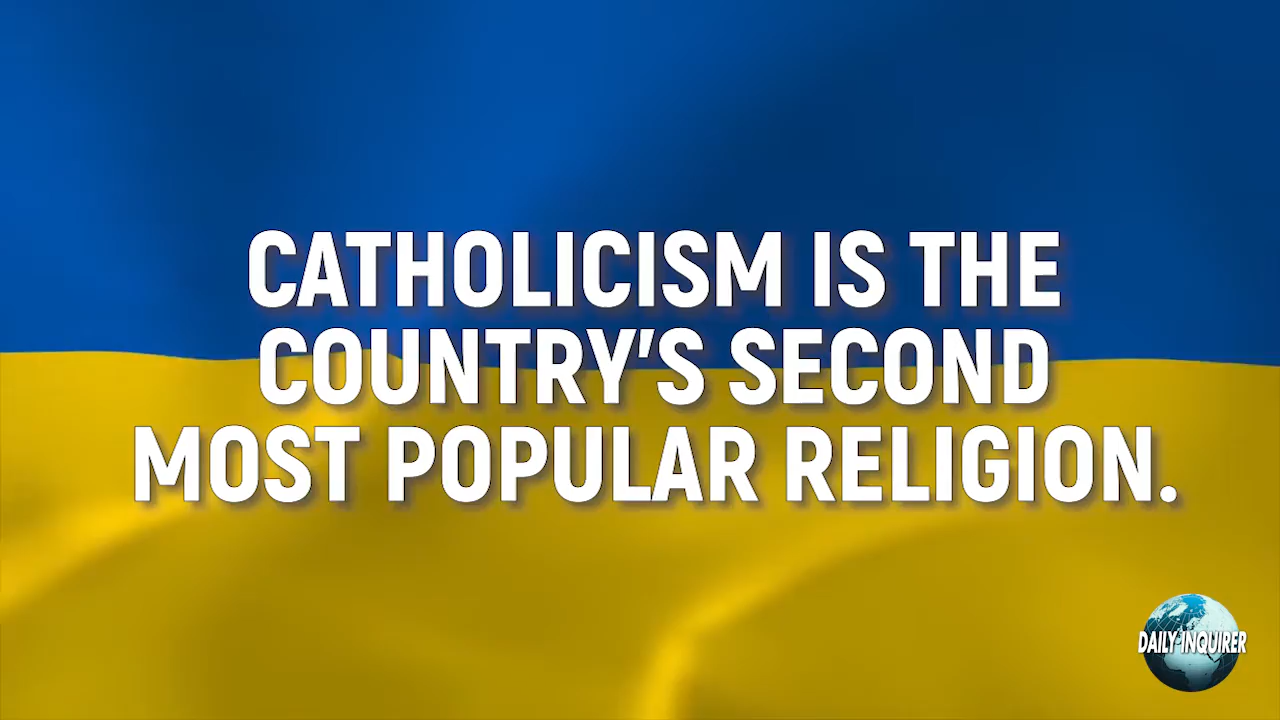 CATHOLICISM IS THE
COUNTRY'S SECOND
MOST POPULAR RELIGION.
DAILY INQUIRER